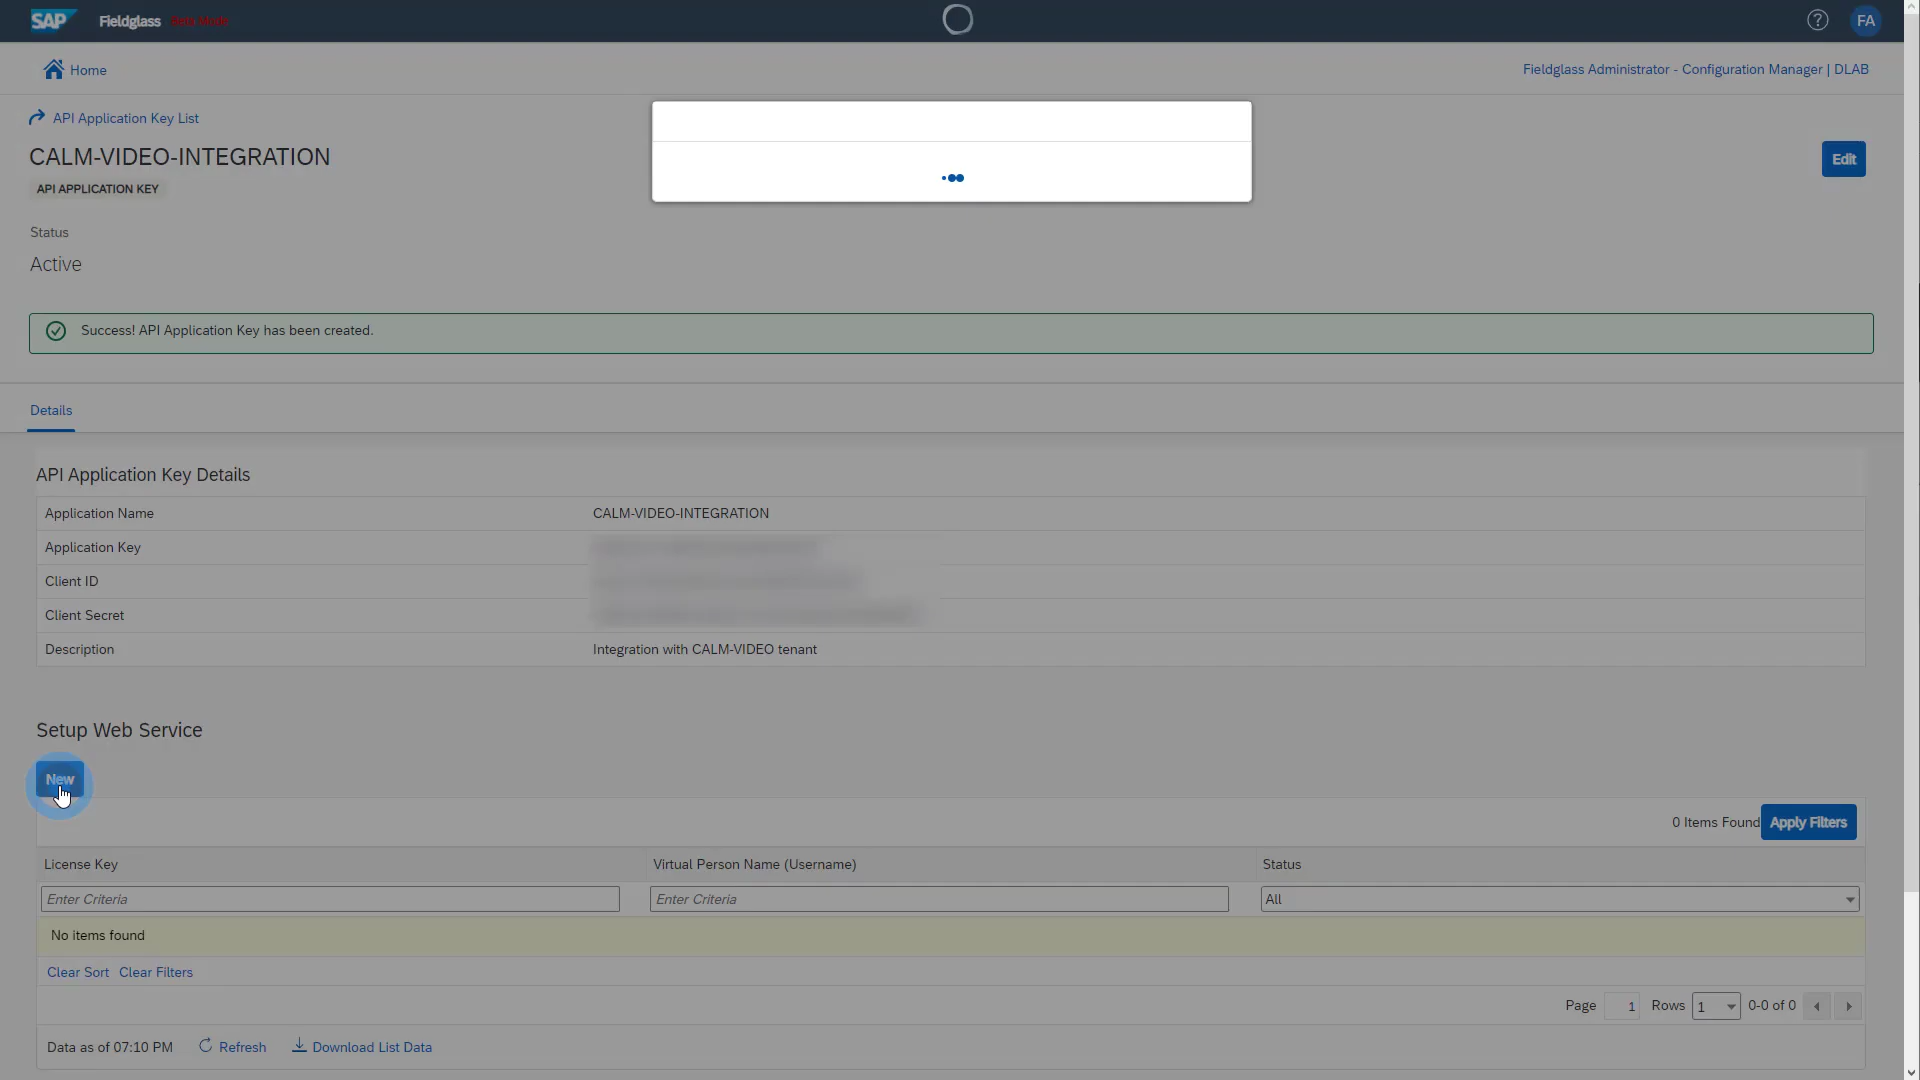 SAP Fieldglass Beta Mode
? FA
Home
Fieldglass Administrator - Configuration Manager | DLAB
API Application Key List
CALM-VIDEO-INTEGRATION
Edit
API APPLICATION KEY
Status
Active
Success! API Application Key has been created.
Details
API Application Key Details
Application Name CALM-VIDEO-INTEGRATION
Application Key
Client ID
Client Secret
Description Integration with CALM-VIDEO tenant
Setup Web Service
New
0 Items Found Apply Filters
License Key Virtual Person Name (Username) Status
Enter Criteria Enter Criteria All
No items found
Clear Sort Clear Filters
Page 1 Rows 1 0-0 of 0
Data as of 07:10 PM Refresh Download List Data